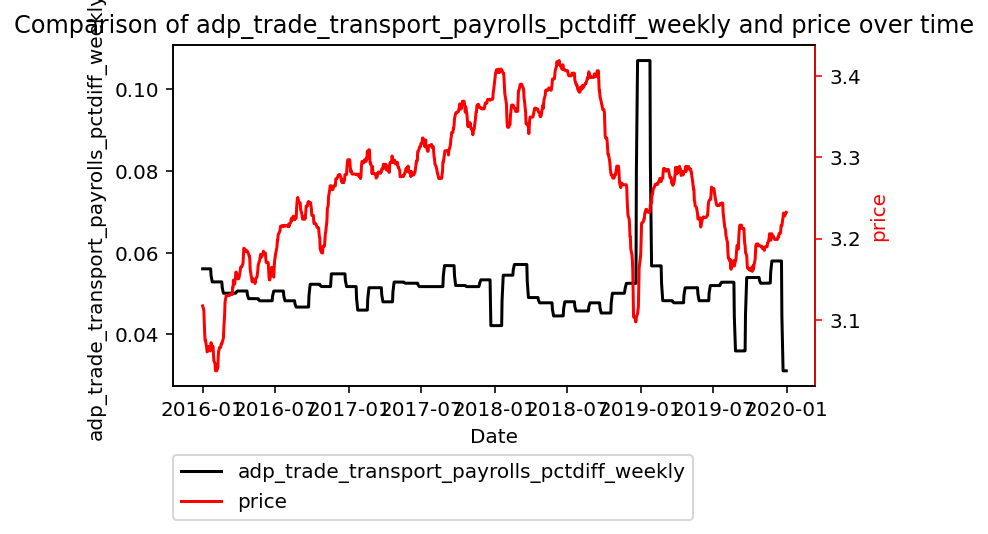 Comparison of adp_trade_transport_payrolls_pctdiff_weekly and price over time
adp_trade_transport_payrolls_pctdiff_weekly
0.10
0.08
0.06
0.04
3.4
3.3
3.2
3.1
price
2016-01 2016-07 2017-01 2017-07 2018-01 2018-07 2019-01 2019-07 2020-01
Date
adp_trade_transport_payrolls_pctdiff_weekly
price